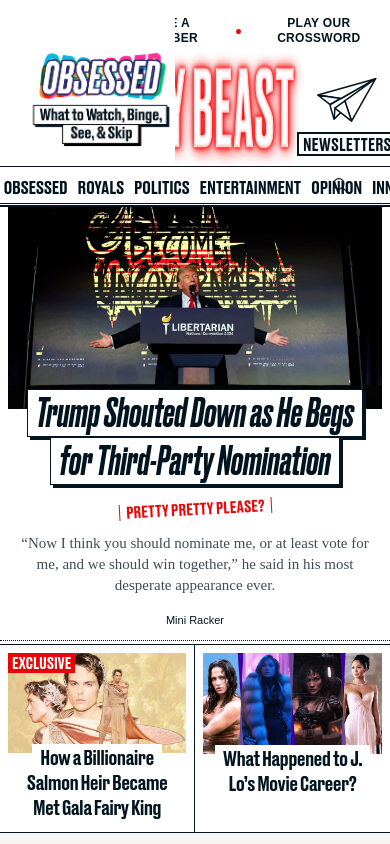 E A
BER
PLAY OUR
CROSSWORD
OBSESSED
What to Watch, Binge,
See, & Skip
Y BEAST
NEWSLETTERS
OBSESSED ROYALS POLITICS ENTERTAINMENT OPINION INN
BECOME
UNGOVERNABLE
LIBERTARIAN
National Convention 2024
Trump Shouted Down as He Begs
for Third-Party Nomination
PRETTY PRETTY PLEASE?
“Now I think you should nominate me, or at least vote for
me, and we should win together,” he said in his most
desperate appearance ever.
Mini Racker
EXCLUSIVE
How a Billionaire
Salmon Heir Became
Met Gala Fairy King
What Happened to J.
Lo’s Movie Career?